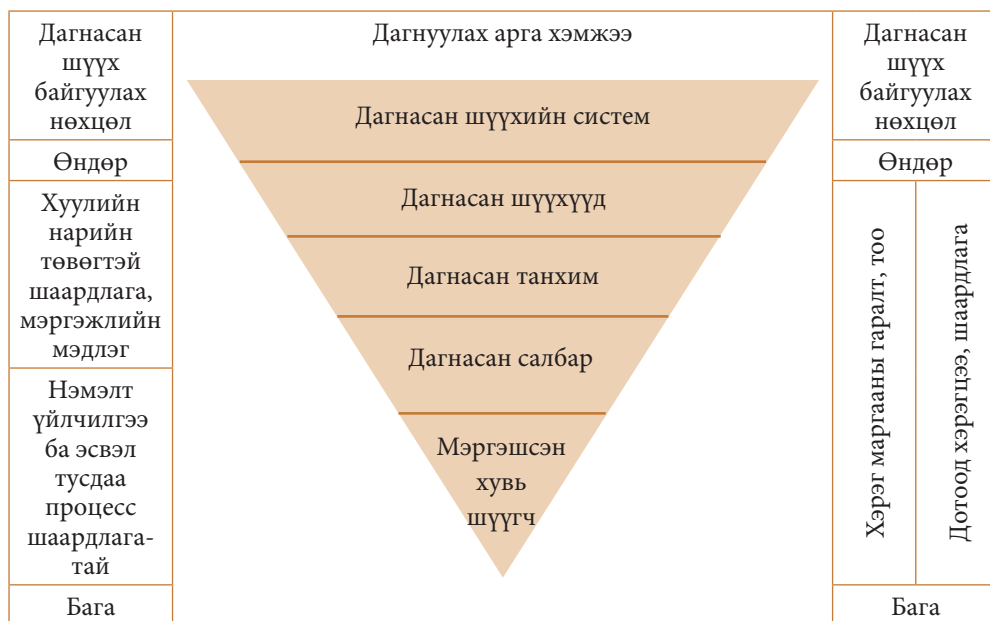 Дагнасан
шүүх
байгуулах
нөхцөл
Өндөр
Хуулийн
нарийн
төвөгтэй
шаардлага,
мэргэжлийн
мэдлэг
Нэмэлт
үйлчилгээ
ба эсвэл
тусдаа
процесс
шаардлага-
тай
Бага
Дагнуулах арга хэмжээ
Дагнасан шүүхийн систем
Дагнасан шүүхүүд
Дагнасан танхим
Дагнасан салбар
Мэргэшсэн
хувь
шүүгч
Дагнасан
шүүх
байгуулах
нөхцөл
Өндөр
Хэрэг маргааны гаралт, тоо
Дотоод хэрэгцээ, шаардлага
Бага